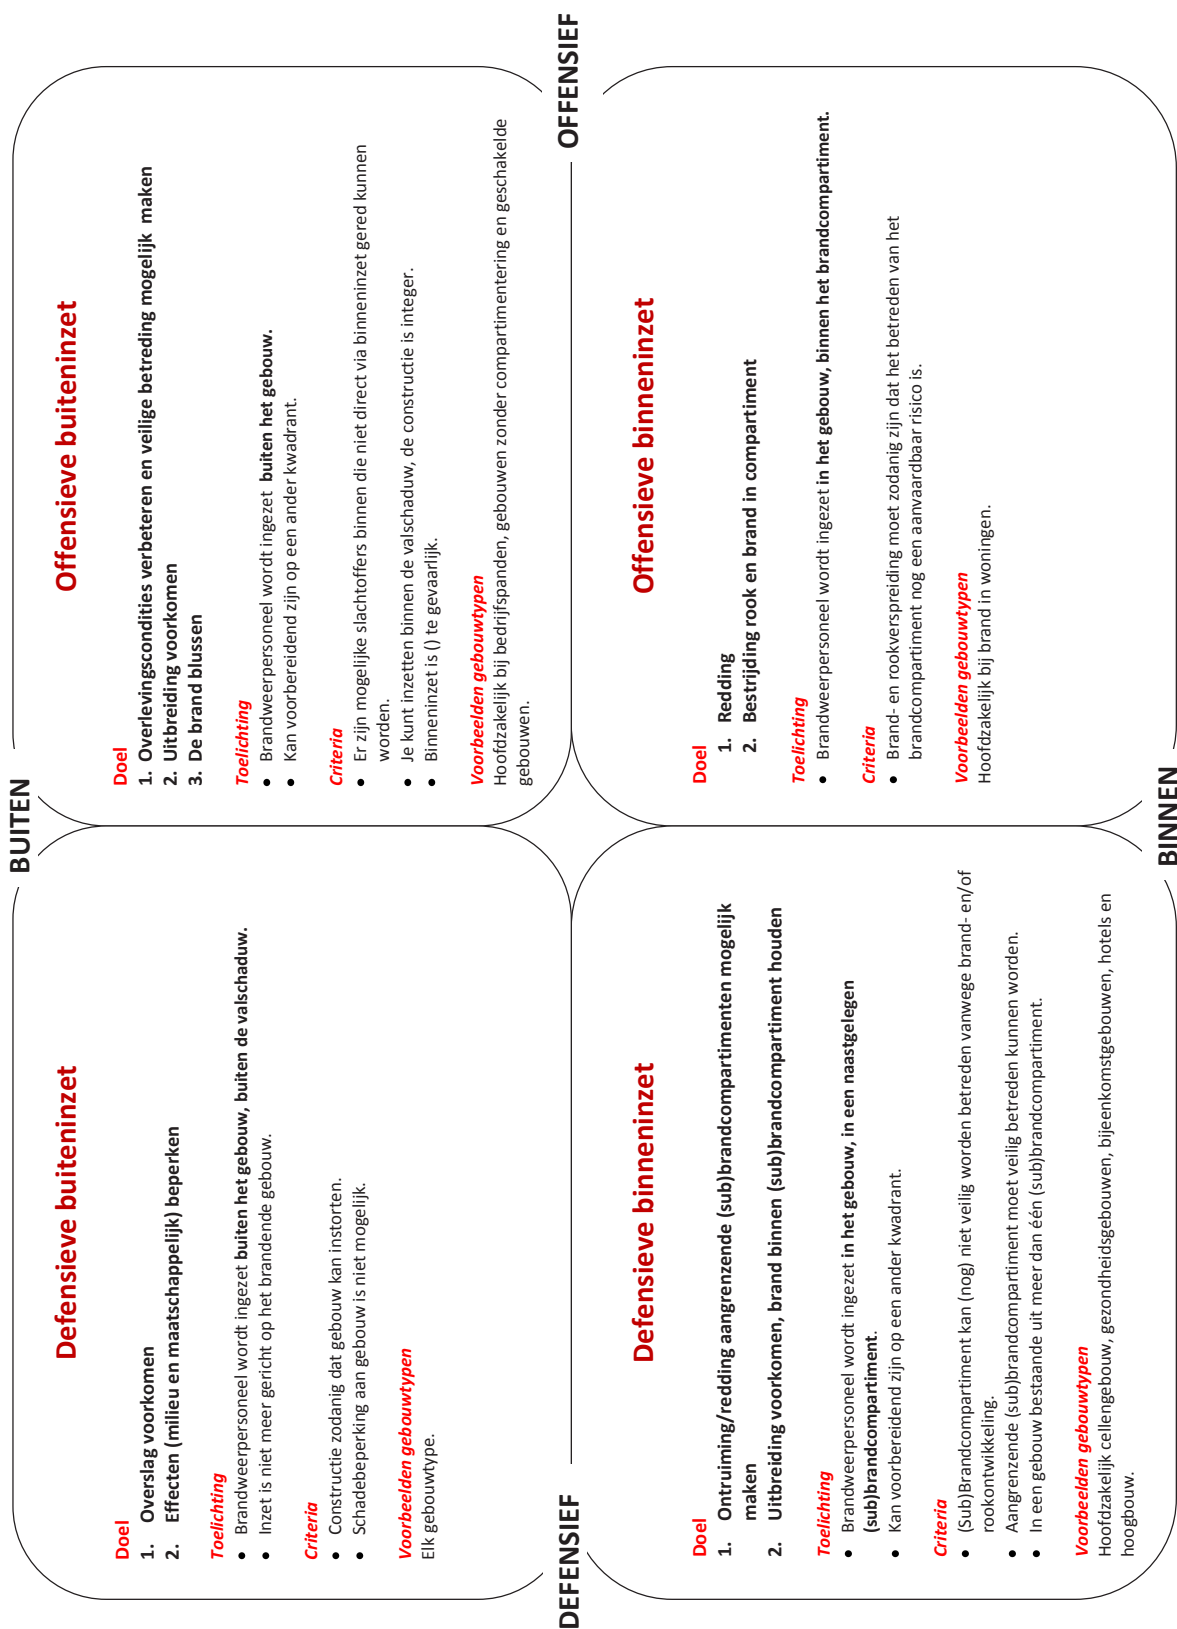 BUITEN
Defensieve buiteninzet
Doel
1. Overslag voorkomen
2. Effecten (milieu en maatschappelijk) beperken
Toelichting
• Brandweerpersoneel wordt ingezet buiten het gebouw, buiten de valschaduw.
• Inzet is niet meer gericht op het brandende gebouw.
Criteria
• Constructie zodanig dat gebouw kan instorten.
• Schadebeperking aan gebouw is niet mogelijk.
Voorbeelden gebouwtypen
Elk gebouwtype.
Offensieve buiteninzet
Doel
1. Overlevingscondities verbeteren en veilige betreding mogelijk maken
2. Uitbreiding voorkomen
3. De brand blussen
Toelichting
• Brandweerpersoneel wordt ingezet buiten het gebouw.
• Kan voorbereidend zijn op een ander kwadrant.
Criteria
• Er zijn mogelijke slachtoffers binnen die niet direct via binneninzet gered kunnen
worden.
• Je kunt inzetten binnen de valschaduw, de constructie is integer.
• Binneninzet is () te gevaarlijk.
Voorbeelden gebouwtypen
Hoofdzakelijk bij bedrijfspanden, gebouwen zonder compartimentering en geschakelde
gebouwen.
DEFENSIEF
OFFENSIEF
Defensieve binneninzet
Doel
1. Ontruiming/redding aangrenzende (sub)brandcompartimenten mogelijk
maken
2. Uitbreiding voorkomen, brand binnen (sub)brandcompartiment houden
Toelichting
• Brandweerpersoneel wordt ingezet in het gebouw, in een naastgelegen
(sub)brandcompartiment.
• Kan voorbereidend zijn op een ander kwadrant.
Criteria
• (Sub)Brandcompartiment kan (nog) niet veilig worden betreden vanwege brand- en/of
rookontwikkeling.
• Aangrenzende (sub)brandcompartiment moet veilig betreden kunnen worden.
• In een gebouw bestaande uit meer dan één (sub)brandcompartiment.
Voorbeelden gebouwtypen
Hoofdzakelijk cellengebouw, gezondheidsgebouwen, bijeenkomstgebouwen, hotels en
hoogbouw.
Offensieve binneninzet
Doel
1. Redding
2. Bestrijding rook en brand in compartiment
Toelichting
• Brandweerpersoneel wordt ingezet in het gebouw, binnen het brandcompartiment.
Criteria
• Brand- en rookverspreiding moet zodanig zijn dat het betreden van het
brandcompartiment nog een aanvaardbaar risico is.
Voorbeelden gebouwtypen
Hoofdzakelijk bij brand in woningen.
BINNEN